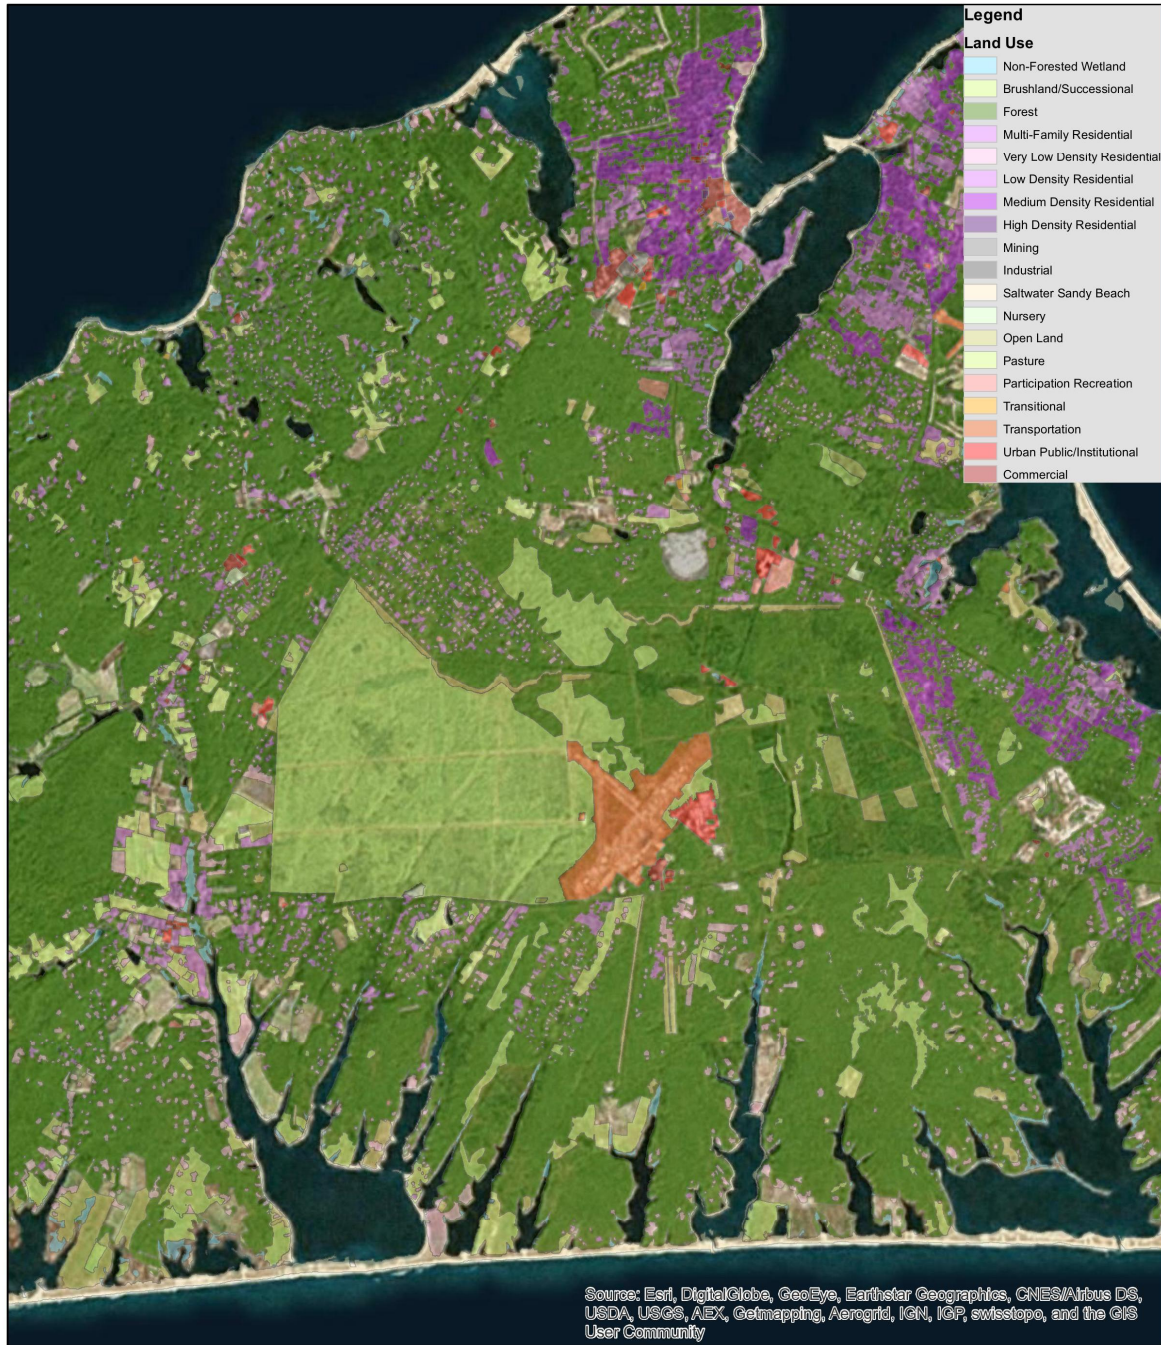 Legend
Land Use
Non-Forested Wetland
Brushland/Successional
Forest
Multi-Family Residential
Very Low Density Residential
Low Density Residential
Medium Density Residential
High Density Residential
Mining
Industrial
Saltwater Sandy Beach
Nursery
Open Land
Pasture
Participation Recreation
Transitional
Transportation
Urban Public/Institutional
Commercial
Source: Esri, DigitalGlobe, GeoEye, Earthstar Geographics, CNES/Airbus DS,
USDA, USGS, AEX, Getmapping, Aerogrid, IGN, IGP, swisstopo, and the GIS
User Community